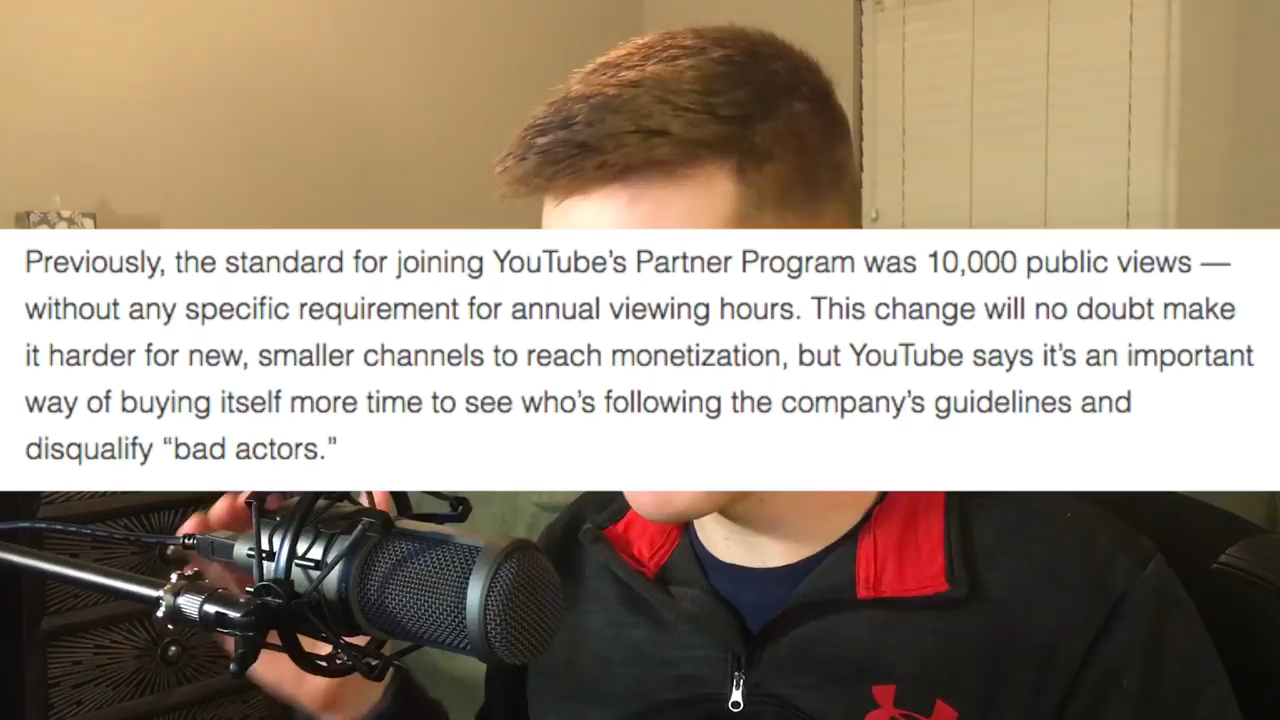 Previously, the standard for joining YouTube’s Partner Program was 10,000 public views —
without any specific requirement for annual viewing hours. This change will no doubt make
it harder for new, smaller channels to reach monetization, but YouTube says it’s an important
way of buying itself more time to see who’s following the company’s guidelines and
disqualify “bad actors.”